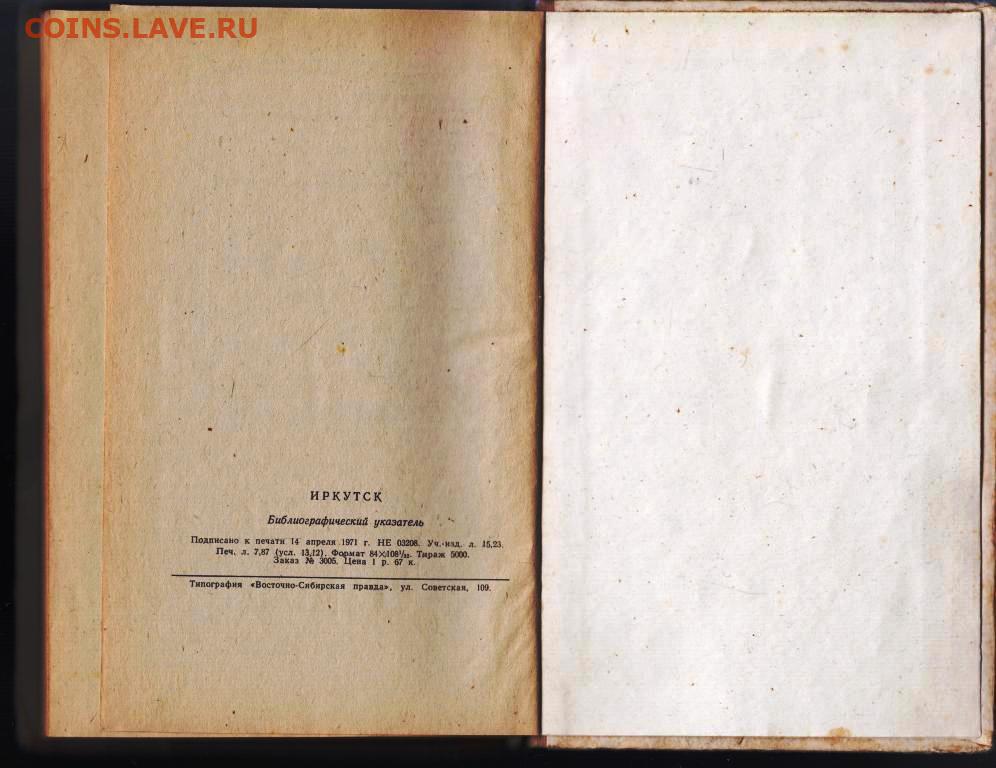 COINS.LAVE.RU
ИРКУТСК
Библиографический указатель
Подписано к печати 14 апреля 1971 г. НЕ 03208. Уч.-изд. л. 15,23.
Печ. л. 7,87 (усл. 13,12). Формат 84×108¹/₃₂. Тираж 5000.
Заказ № 3005. Цена 1 р. 67 к.
Типография «Восточно-Сибирская правда», ул. Советская, 109.